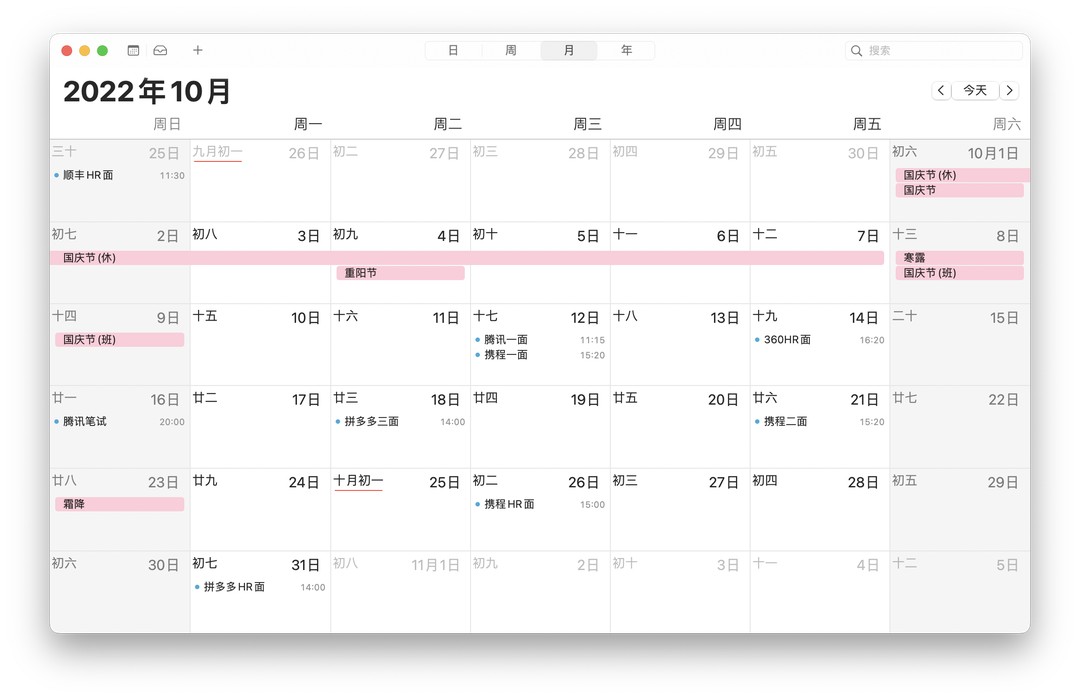 日 周 月 年 搜索
2022年10月 今天
周日 周一 周二 周三 周四 周五 周六
三十 25日 九月初一 26日 初二 27日 初三 28日 初四 29日 初五 30日 初六 10月1日
顺丰HR面 11:30 国庆节(休)
国庆节
初七 2日 初八 3日 初九 4日 初十 5日 十一 6日 十二 7日 十三 8日
国庆节(休) 寒露
重阳节 国庆节(班)
十四 9日 十五 10日 十六 11日 十七 12日 十八 13日 十九 14日 二十 15日
国庆节(班) 腾讯一面 11:15 360HR面 16:20
携程一面 15:20
廿一 16日 廿二 17日 廿三 18日 廿四 19日 廿五 20日 廿六 21日 廿七 22日
腾讯笔试 20:00 拼多多三面 14:00 携程二面 15:20
廿八 23日 廿九 24日 十月初一 25日 初二 26日 初三 27日 初四 28日 初五 29日
霜降 携程HR面 15:00
初六 30日 初七 31日 初八 11月1日 初九 2日 初十 3日 十一 4日 十二 5日
拼多多HR面 14:00